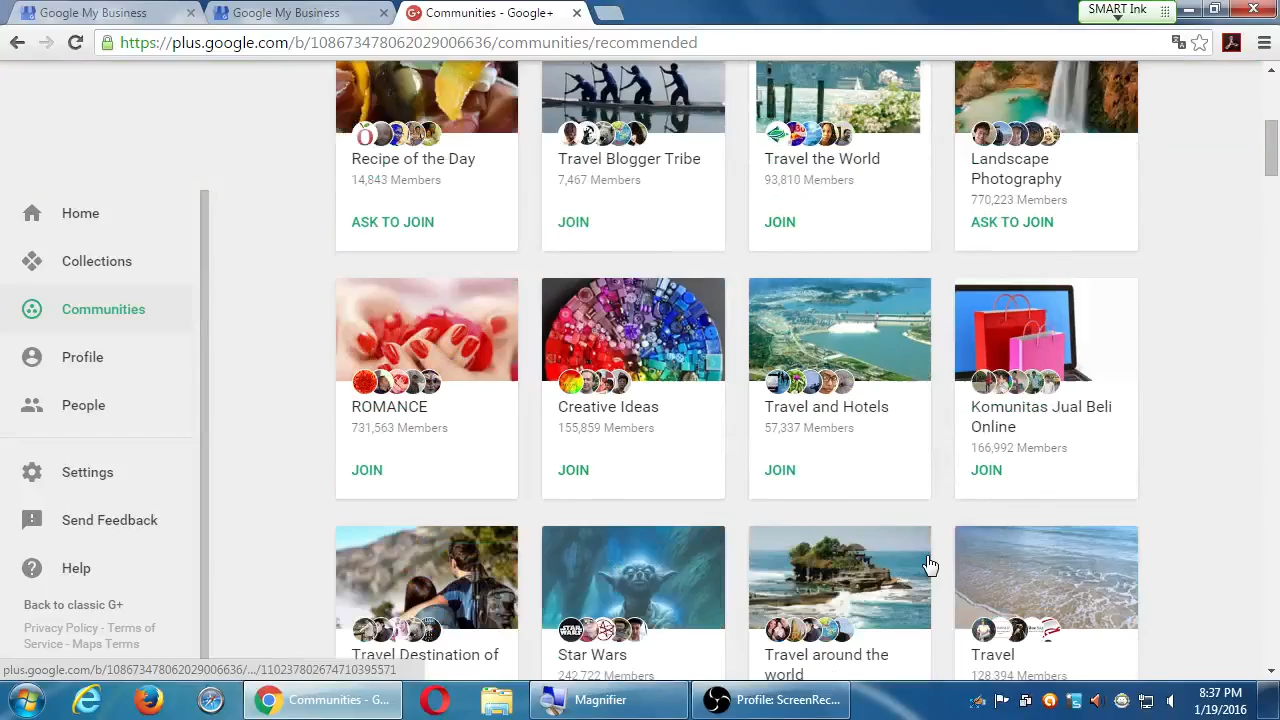 Google My Business
Google My Business
Communities - Google+
SMART Ink
https://plus.google.com/b/108673478062029006636/communities/recommended
Home
Collections
Communities
Profile
People
Settings
Send Feedback
Help
Back to classic G+
Privacy Policy - Terms of
Service - Maps Terms
Recipe of the Day
14,843 Members
ASK TO JOIN
Travel Blogger Tribe
7,467 Members
JOIN
Travel the World
93,810 Members
JOIN
Landscape
Photography
770,223 Members
ASK TO JOIN
ROMANCE
731,563 Members
JOIN
Creative Ideas
155,859 Members
JOIN
Travel and Hotels
57,337 Members
JOIN
Komunitas Jual Beli
Online
166,992 Members
JOIN
Travel Destination of
STAR WARS
Star Wars
242,722 Members
Travel around the
world
Travel
128,394 Members
plus.google.com/b/108673478062029006636/.../110237802674710395571
Communities - G...
Magnifier
Profile: ScreenRec...
8:37 PM
1/19/2016